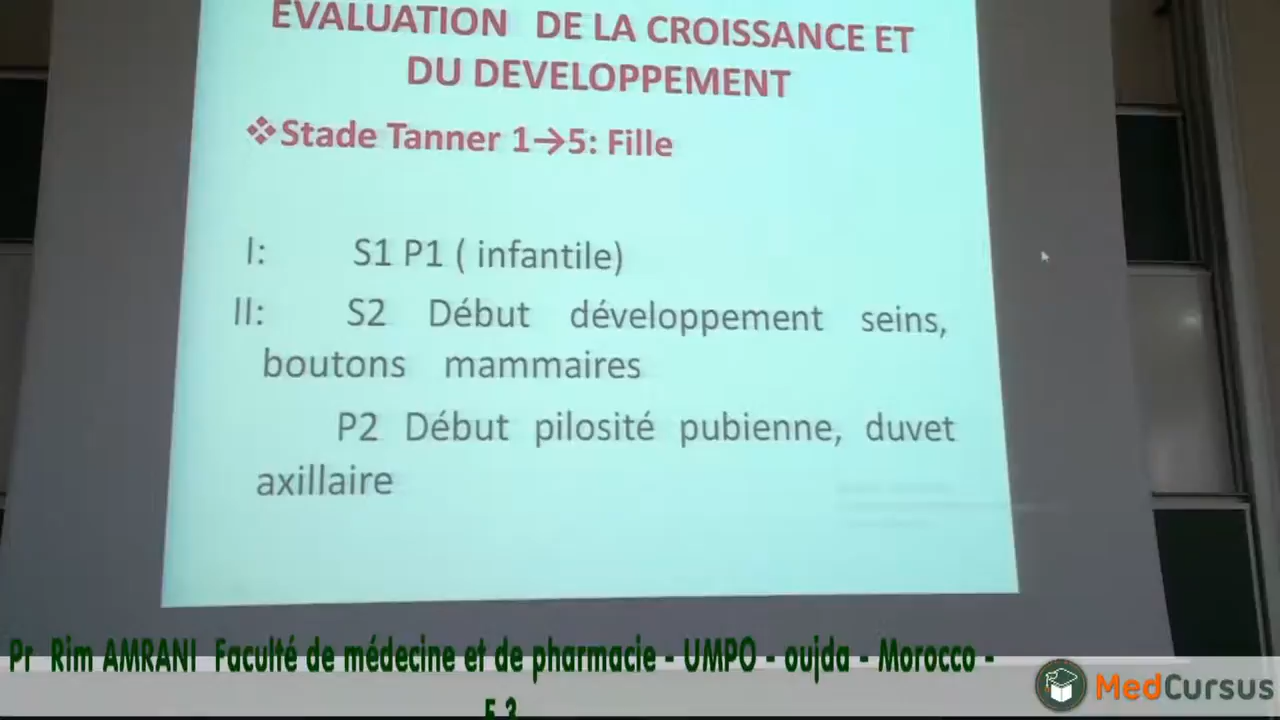 EVALUATION DE LA CROISSANCE ET
DU DEVELOPPEMENT
❖Stade Tanner 1→5: Fille
I: S1 P1 ( infantile)
II: S2 Début développement seins,
boutons mammaires
P2 Début pilosité pubienne, duvet
axillaire
Pr Rim AMRANI Faculté de médecine et de pharmacie - UMPO - oujda - Morocco -
MedCursus